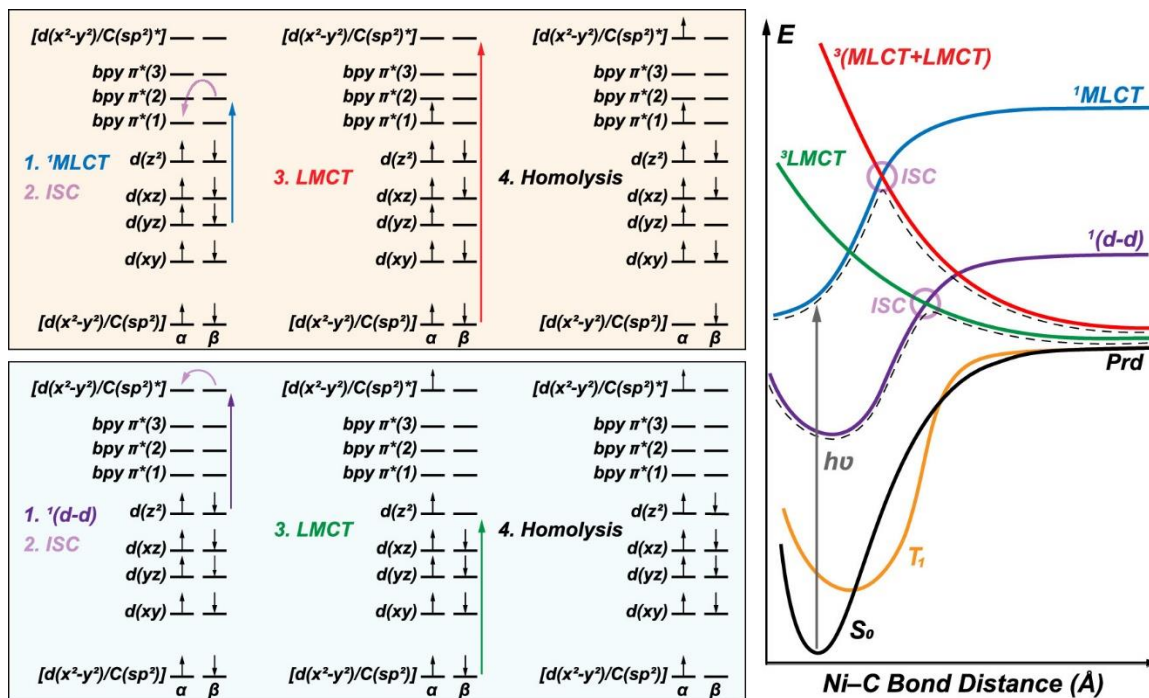 [d(x²-y²)/C(sp²)*]
bpy π*(3)
bpy π*(2)
bpy π*(1)
1. ¹MLCT
2. ISC
d(z²)
d(xz)
d(yz)
d(xy)
[d(x²-y²)/C(sp²)]
α β
[d(x²-y²)/C(sp²)*]
bpy π*(3)
bpy π*(2)
bpy π*(1)
3. LMCT
d(z²)
d(xz)
d(yz)
d(xy)
[d(x²-y²)/C(sp²)]
α β
[d(x²-y²)/C(sp²)*]
bpy π*(3)
bpy π*(2)
bpy π*(1)
4. Homolysis
d(z²)
d(xz)
d(yz)
d(xy)
[d(x²-y²)/C(sp²)]
α β
[d(x²-y²)/C(sp²)*]
bpy π*(3)
bpy π*(2)
bpy π*(1)
1. ¹(d-d)
2. ISC
d(z²)
d(xz)
d(yz)
d(xy)
[d(x²-y²)/C(sp²)]
α β
[d(x²-y²)/C(sp²)*]
bpy π*(3)
bpy π*(2)
bpy π*(1)
3. LMCT
d(z²)
d(xz)
d(yz)
d(xy)
[d(x²-y²)/C(sp²)]
α β
[d(x²-y²)/C(sp²)*]
bpy π*(3)
bpy π*(2)
bpy π*(1)
4. Homolysis
d(z²)
d(xz)
d(yz)
d(xy)
[d(x²-y²)/C(sp²)]
α β
E
³(MLCT+LMCT)
¹MLCT
³LMCT
ISC
¹(d-d)
ISC
Prd
hυ
T₁
S₀
Ni–C Bond Distance (Å)